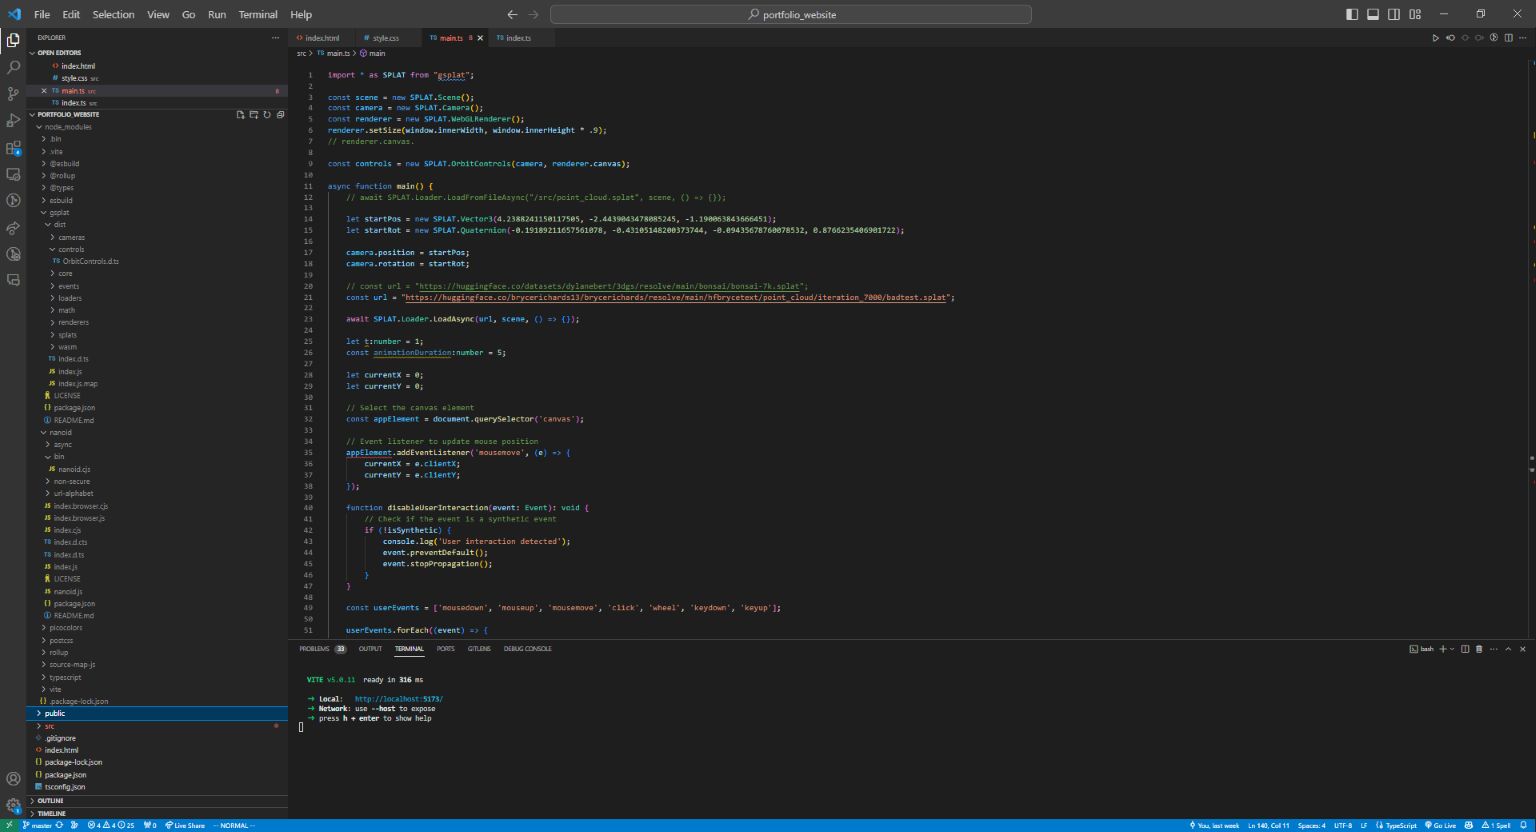 File Edit Selection View Go Run Terminal Help
portfolio_website
EXPLORER
OPEN EDITORS
index.html
style.css src
main.ts src 8
index.ts src
PORTFOLIO_WEBSITE
node_modules
.bin
.vite
@esbuild
@rollup
@types
esbuild
gsplat
dist
cameras
controls
TS OrbitControls.d.ts
core
events
loaders
math
renderers
splats
wasm
TS index.d.ts
JS index.js
JS index.js.map
LICENSE
package.json
README.md
nanoid
async
bin
JS nanoid.cjs
non-secure
url-alphabet
JS index.browser.cjs
JS index.browser.js
JS index.cjs
TS index.d.cts
TS index.d.ts
JS index.js
LICENSE
JS nanoid.js
package.json
README.md
picocolors
postcss
rollup
source-map-js
typescript
vite
.package-lock.json
public
src
.gitignore
index.html
package-lock.json
package.json
tsconfig.json
OUTLINE
TIMELINE
index.html style.css TS main.ts 8 TS index.ts
src > TS main.ts > main
1 import * as SPLAT from "gsplat";
2
3 const scene = new SPLAT.Scene();
4 const camera = new SPLAT.Camera();
5 const renderer = new SPLAT.WebGLRenderer();
6 renderer.setSize(window.innerWidth, window.innerHeight * .9);
7 // renderer.canvas.
8
9 const controls = new SPLAT.OrbitControls(camera, renderer.canvas);
10
11 async function main() {
12 // await SPLAT.Loader.LoadFromFileAsync("/src/point_cloud.splat", scene, () => {});
13
14 let startPos = new SPLAT.Vector3(4.2388241150117505, -2.4439043478085245, -1.190063843666451);
15 let startRot = new SPLAT.Quaternion(-0.19189211657561078, -0.43105148200373744, -0.09435678760078532, 0.8766235406901722);
16
17 camera.position = startPos;
18 camera.rotation = startRot;
19
20 // const url = "https://huggingface.co/datasets/dylanebert/3dgs/resolve/main/bonsai/bonsai-7k.splat";
21 const url = "https://huggingface.co/brycerichards13/brycerichards/resolve/main/hfbrycetext/point_cloud/iteration_7000/badtest.splat";
22
23 await SPLAT.Loader.LoadAsync(url, scene, () => {});
24
25 let t:number = 1;
26 const animationDuration:number = 5;
27
28 let currentX = 0;
29 let currentY = 0;
30
31 // Select the canvas element
32 const appElement = document.querySelector('canvas');
33
34 // Event listener to update mouse position
35 appElement.addEventListener('mousemove', (e) => {
36 currentX = e.clientX;
37 currentY = e.clientY;
38 });
39
40 function disableUserInteraction(event: Event): void {
41 // Check if the event is a synthetic event
42 if (!isSynthetic) {
43 console.log('User interaction detected');
44 event.preventDefault();
45 event.stopPropagation();
46 }
47 }
48
49 const userEvents = ['mousedown', 'mouseup', 'mousemove', 'click', 'wheel', 'keydown', 'keyup'];
50
51 userEvents.forEach((event) => {
PROBLEMS 33 OUTPUT TERMINAL PORTS GITLENS DEBUG CONSOLE
bash
VITE v5.0.11 ready in 316 ms
➜ Local: http://localhost:5173/
➜ Network: use --host to expose
➜ press h + enter to show help
master 4 4 25 0 Live Share -- NORMAL --
You, last week Ln 140, Col 11 Spaces: 4 UTF-8 LF TypeScript Go Live 1 Spell